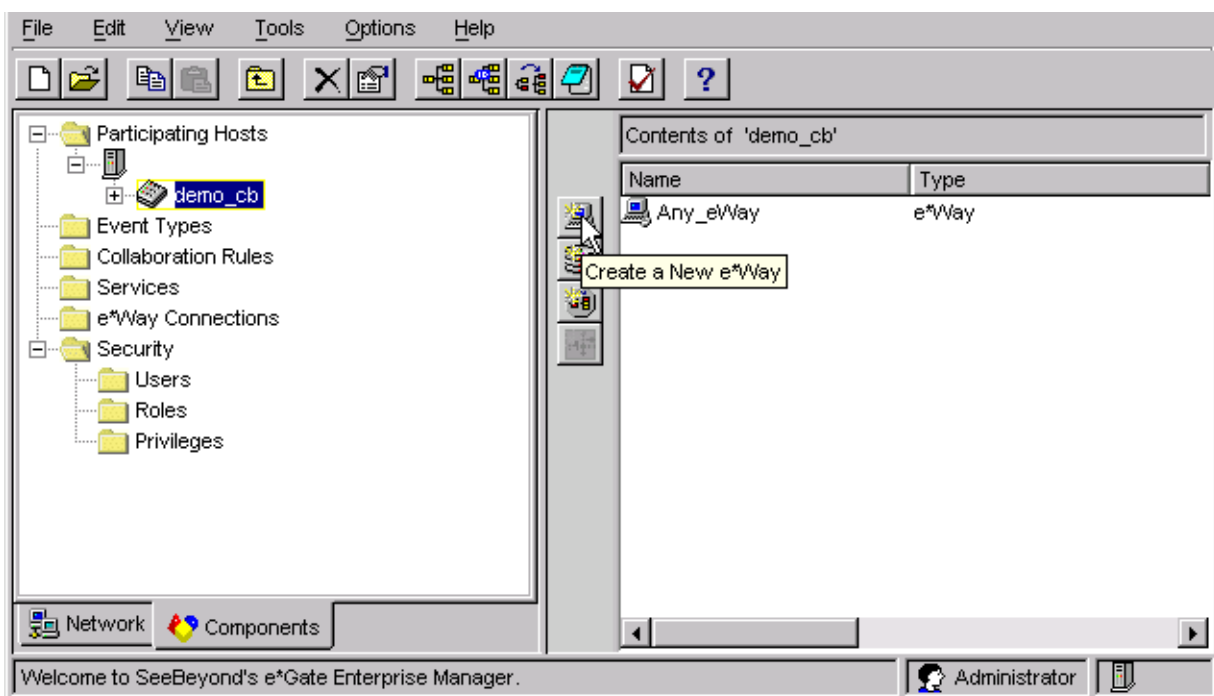 File Edit View Tools Options Help
?
Participating Hosts
demo_cb
Event Types
Collaboration Rules
Services
e*Way Connections
Security
Users
Roles
Privileges
Network Components
Contents of 'demo_cb'
Name Type
Any_eWay e*Way
Create a New e*Way
Welcome to SeeBeyond's e*Gate Enterprise Manager. Administrator